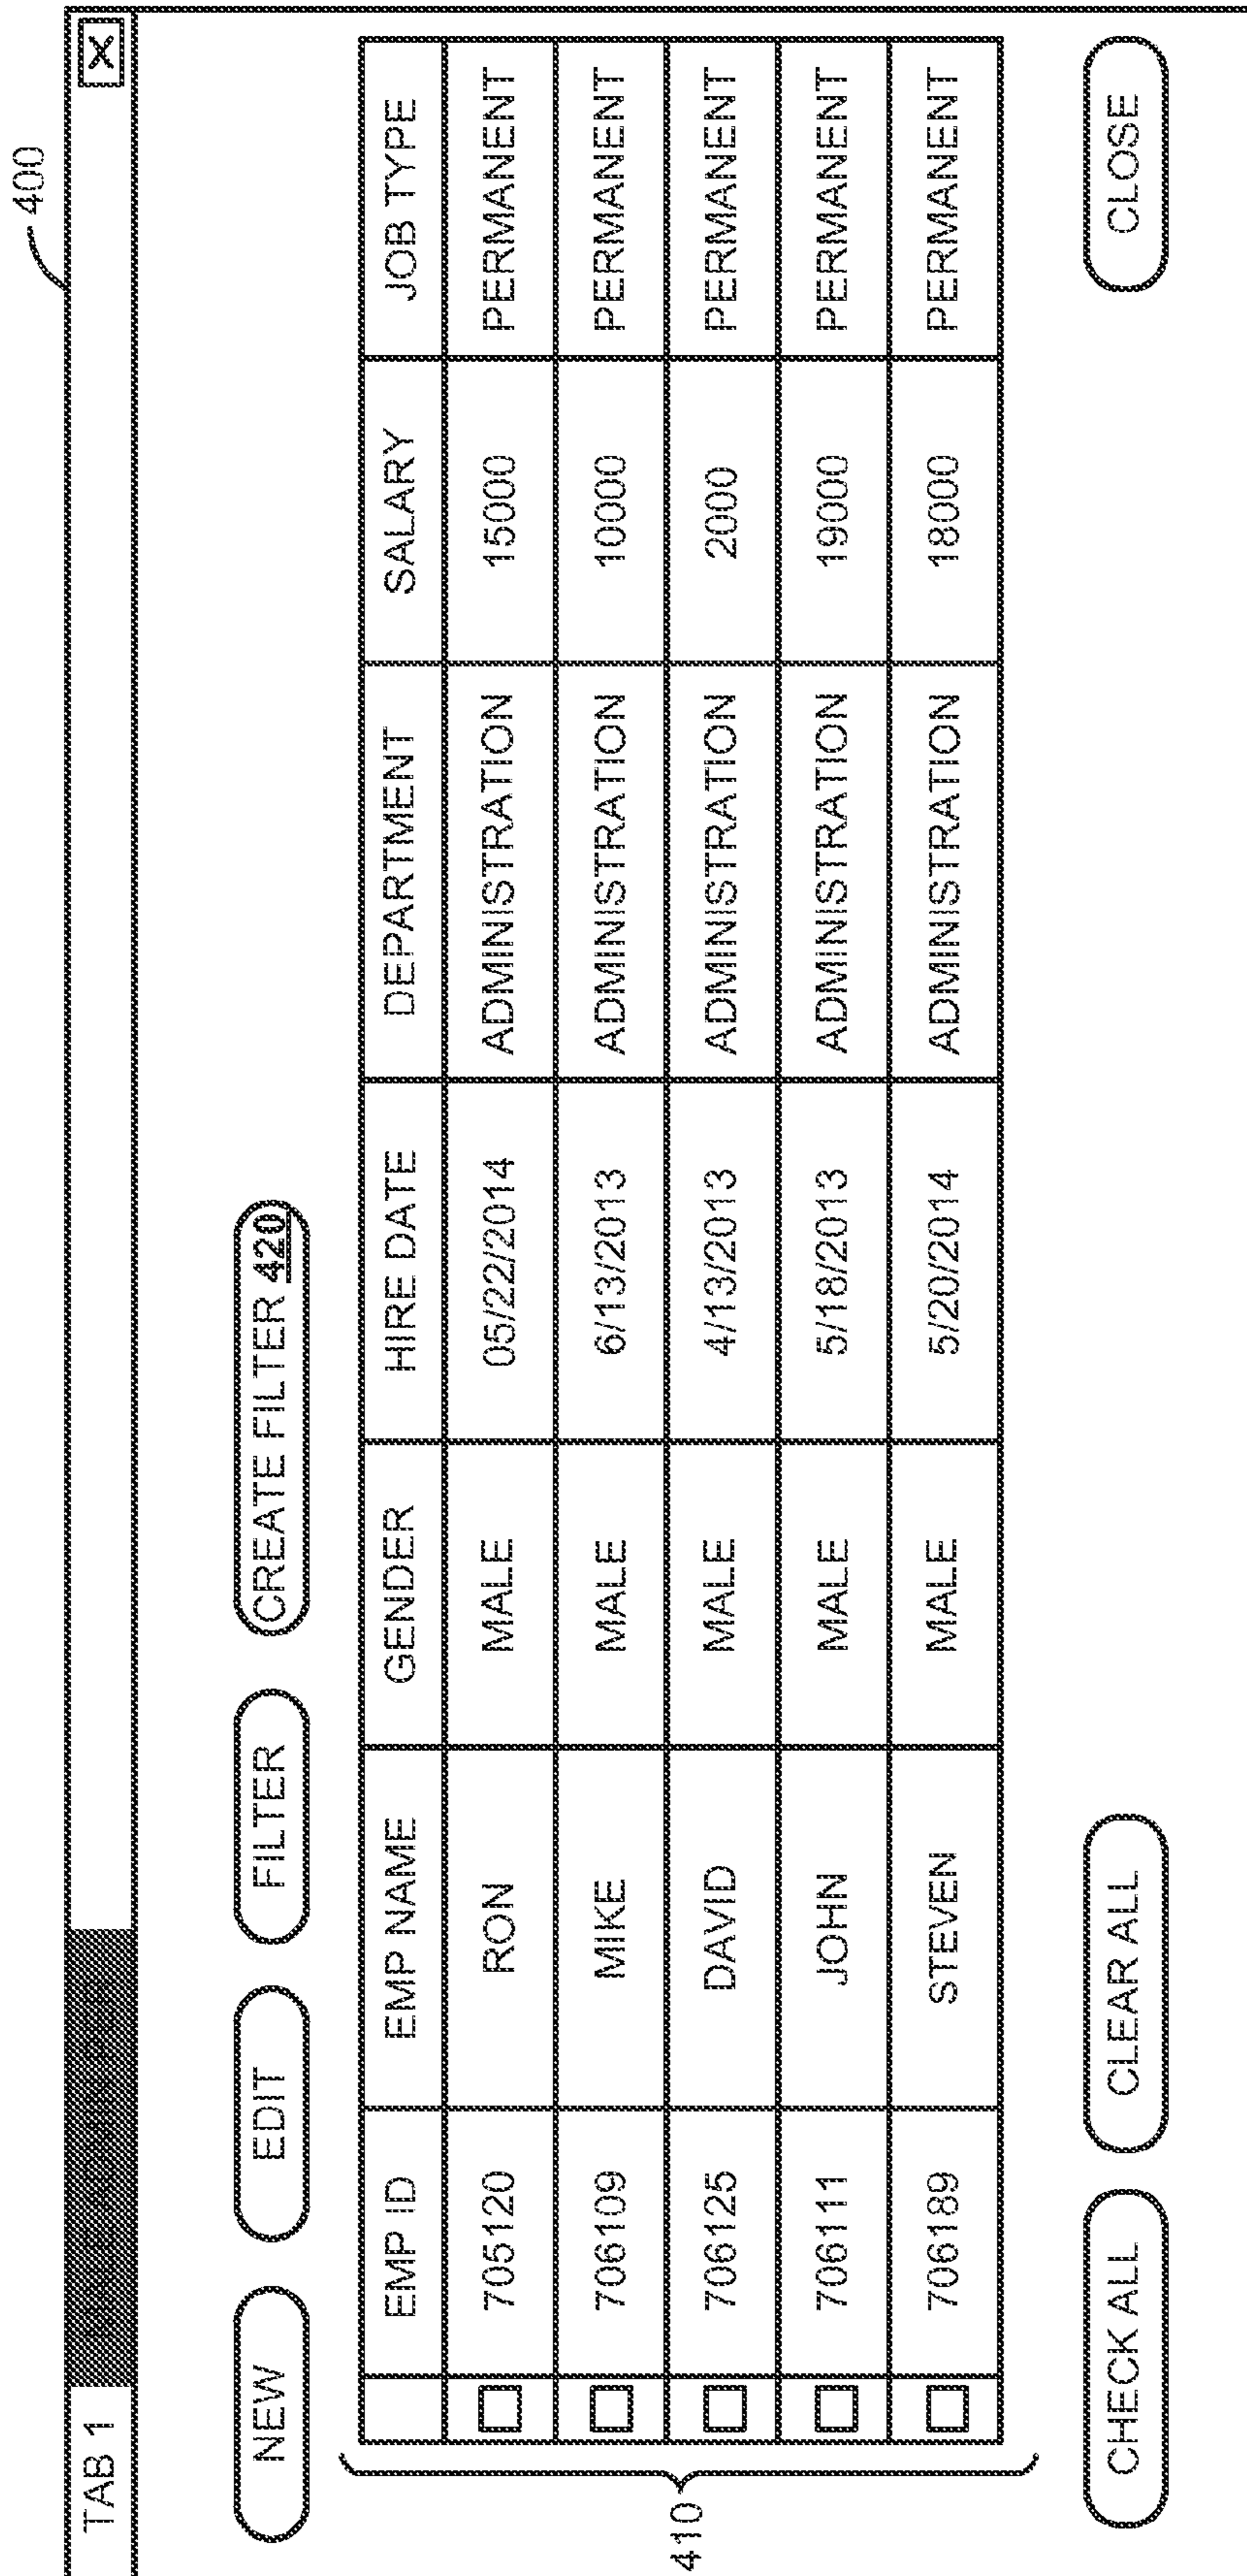 400
TAB 1 X
NEW EDIT FILTER CREATE FILTER 420
EMP ID EMP NAME GENDER HIRE DATE DEPARTMENT SALARY JOB TYPE
705120 RON MALE 05/22/2014 ADMINISTRATION 15000 PERMANENT
706109 MIKE MALE 6/13/2013 ADMINISTRATION 10000 PERMANENT
706125 DAVID MALE 4/13/2013 ADMINISTRATION 2000 PERMANENT
706111 JOHN MALE 5/18/2013 ADMINISTRATION 19000 PERMANENT
706189 STEVEN MALE 5/20/2014 ADMINISTRATION 18000 PERMANENT
410
CHECK ALL CLEAR ALL CLOSE